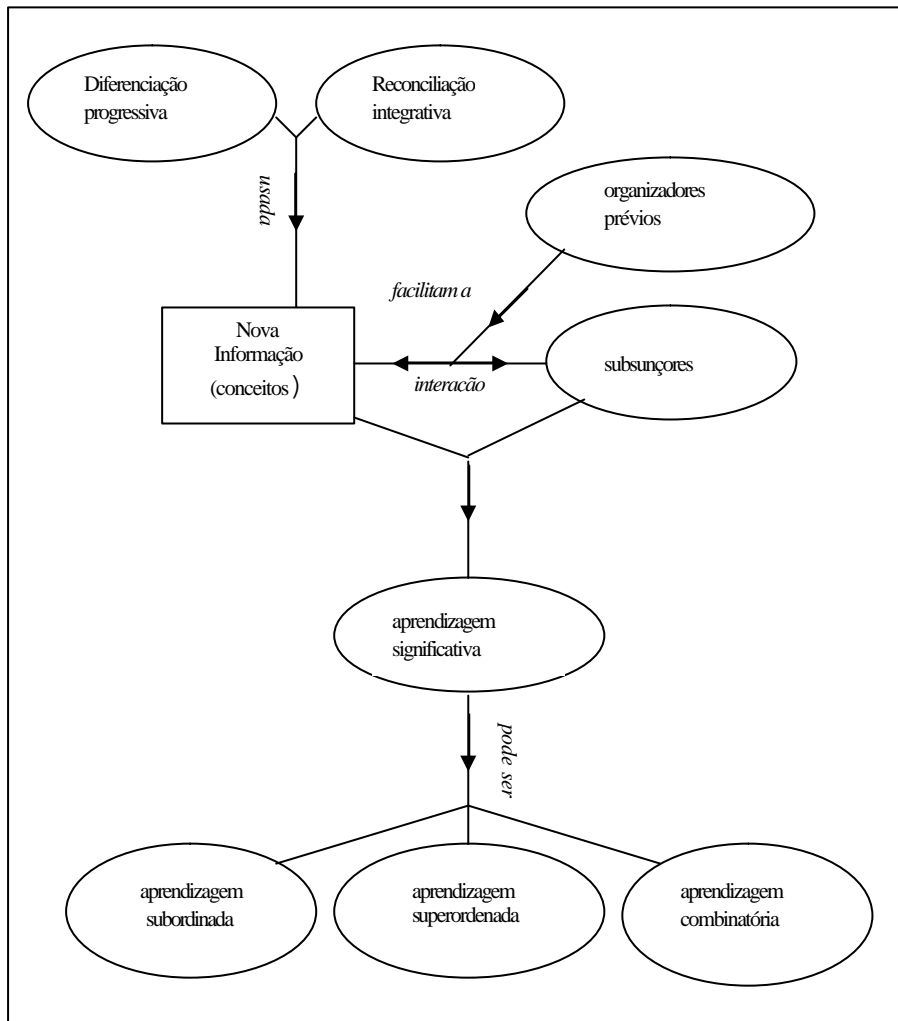 Diferenciação
progressiva
Reconciliação
integrativa
usada
organizadores
prévios
facilitam a
Nova
Informação
(conceitos )
interacão
subsunçores
aprendizagem
significativa
pode ser
aprendizagem
subordinada
aprendizagem
superordenada
aprendizagem
combinatória